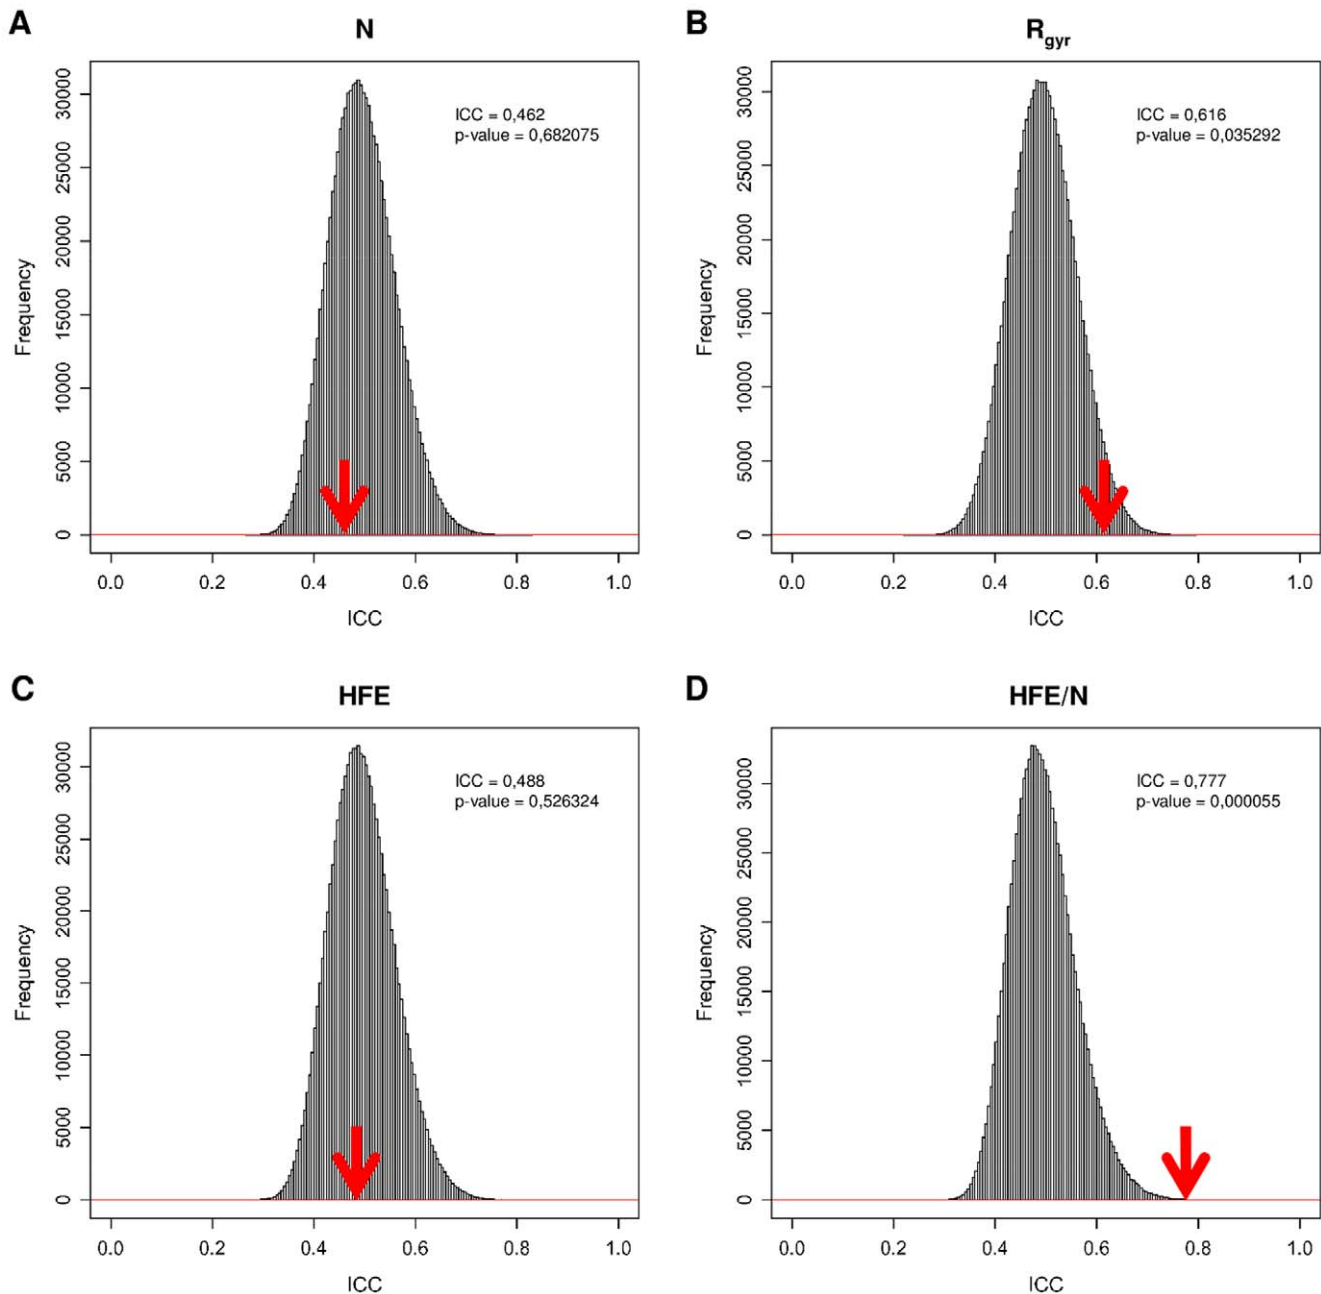 A
N
ICC = 0,462
p-value = 0,682075
Frequency
0 5000 10000 15000 20000 25000 30000
0.0 0.2 0.4 0.6 0.8 1.0
ICC
B
Rgyr
ICC = 0,616
p-value = 0,035292
Frequency
0 5000 10000 15000 20000 25000 30000
0.0 0.2 0.4 0.6 0.8 1.0
ICC
C
HFE
ICC = 0,488
p-value = 0,526324
Frequency
0 5000 10000 15000 20000 25000 30000
0.0 0.2 0.4 0.6 0.8 1.0
ICC
D
HFE/N
ICC = 0,777
p-value = 0,000055
Frequency
0 5000 10000 150000 20000 25000 30000
0.0 0.2 0.4 0.6 0.8 1.0
ICC